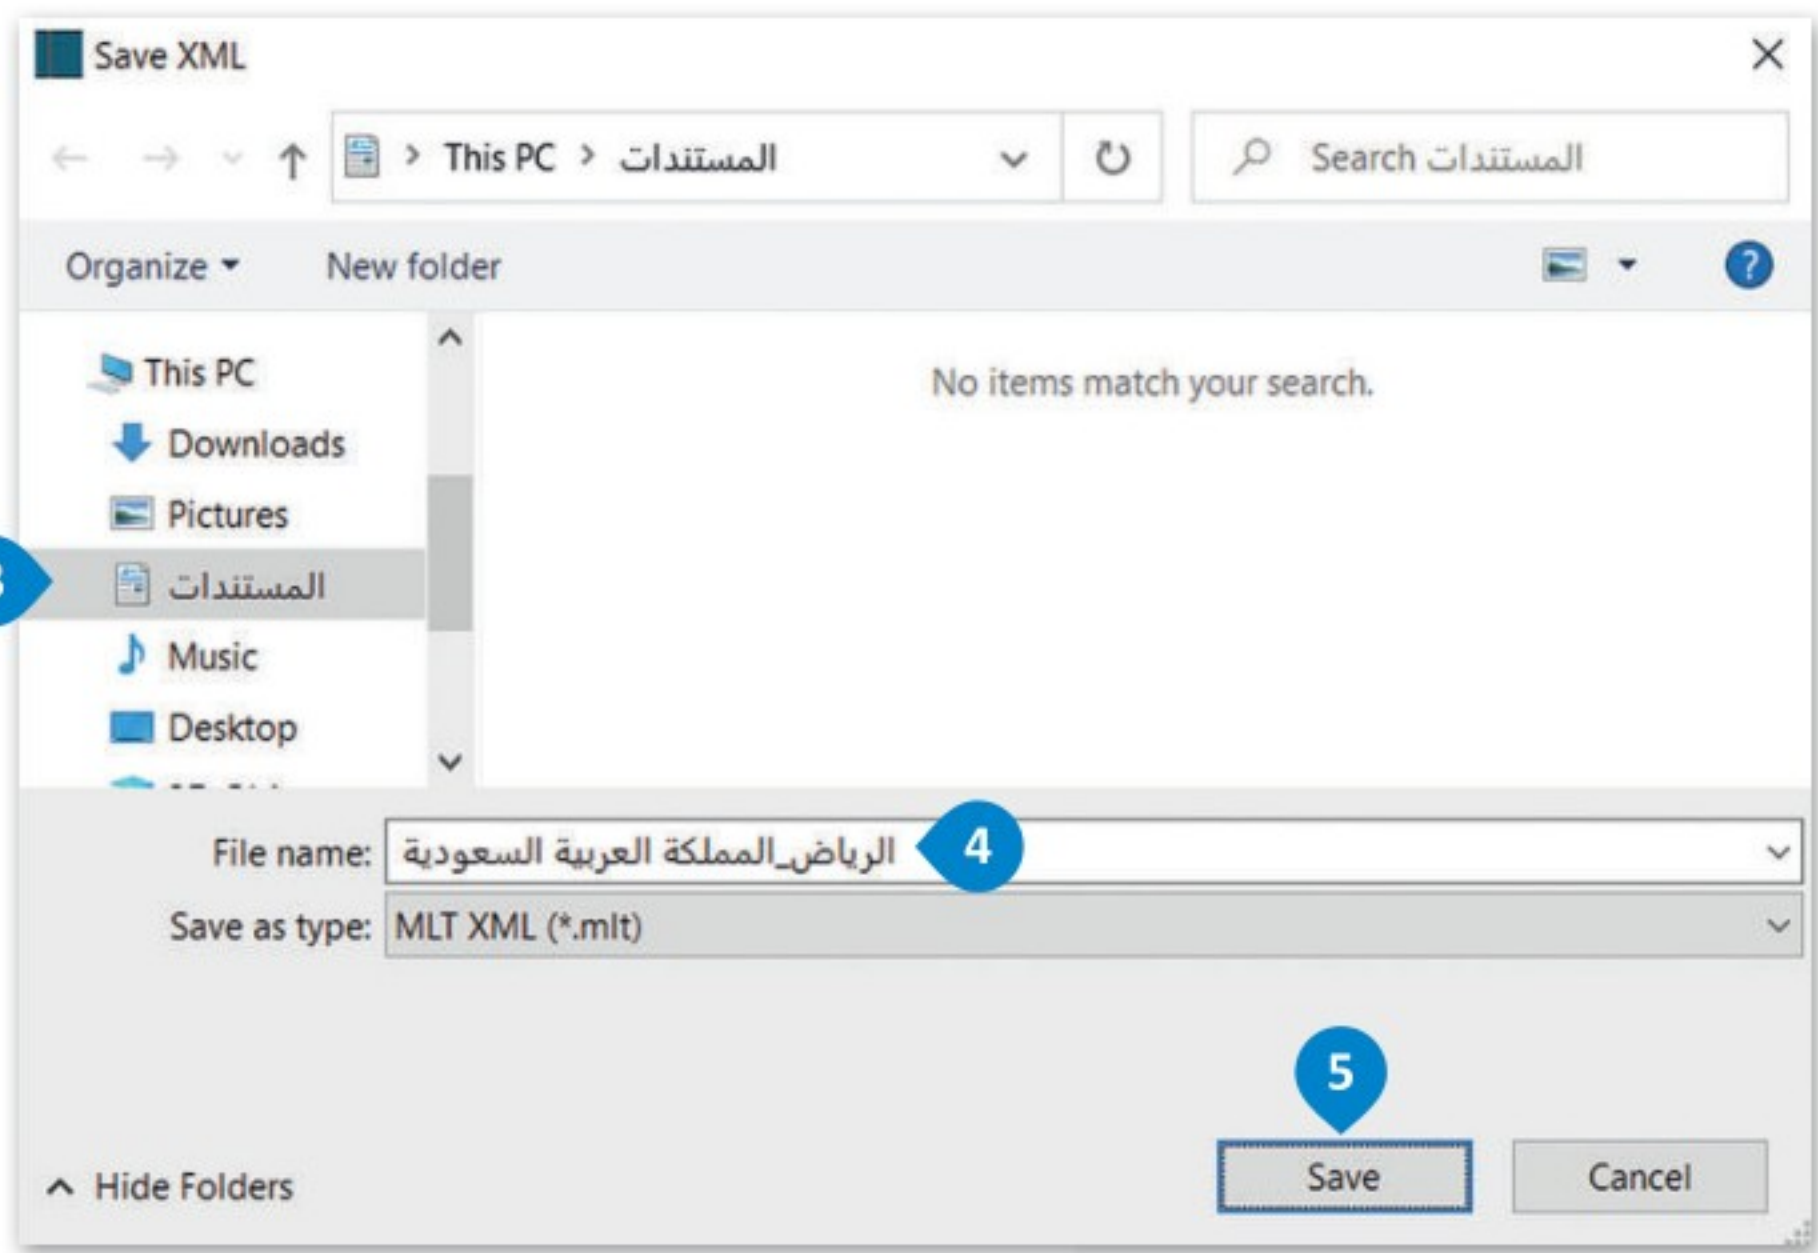 Save XML
This PC > المستندات
Search المستندات
Organize
New folder
This PC
Downloads
Pictures
المستندات
Music
Desktop
No items match your search.
File name: الرياض_المملكة العربية السعودية
4
Save as type: MLT XML (*.mlt)
5
Save
Cancel
Hide Folders